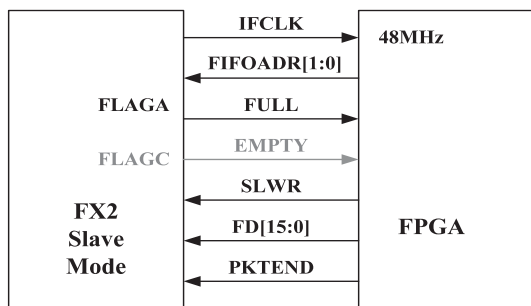 IFCLK
48MHz
FIFOADR[1:0]
FLAGA
FULL
FLAGC
EMPTY
SLWR
FX2
Slave
Mode
FD[15:0]
FPGA
PKTEND